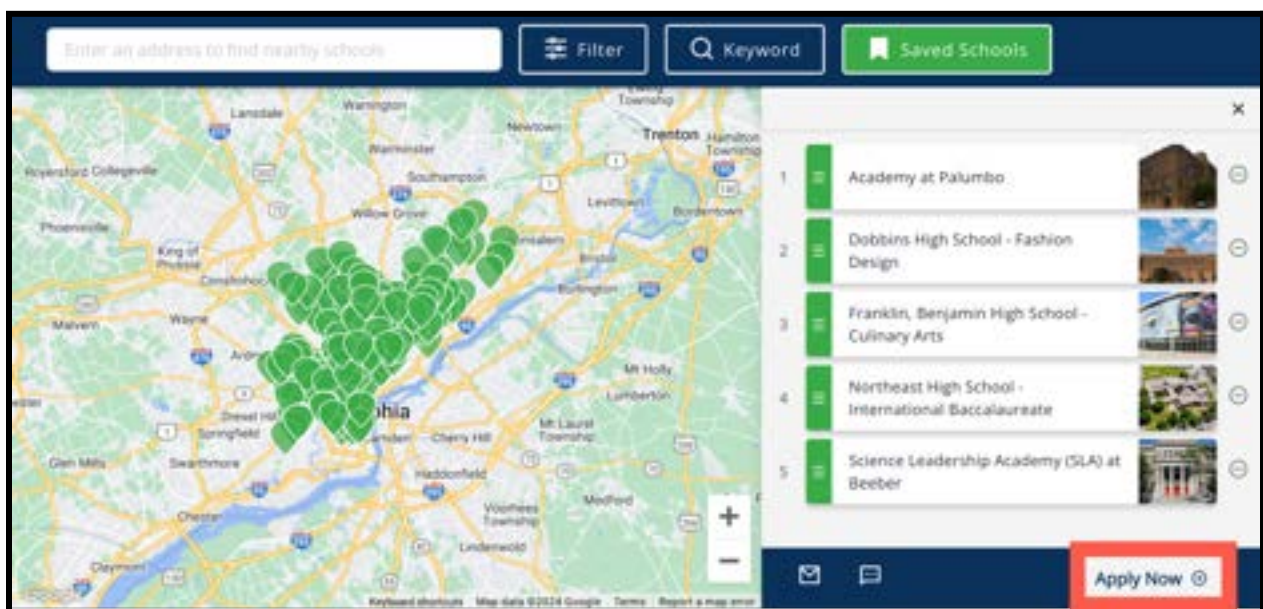 Enter an address to find nearby schools
Filter
Keyword
Saved Schools
Lansdale
Warrington
Township
Newtown
Trenton
Hamilton
Township
Warminster
Royersford
Collegeville
Southampton
Levittown
Bordentown
Willow Grove
Phoenixville
King of
Prussia
Bristol
Burlington
Malvern
Wayne
Mt Holly
Lumberton
Drexel Hill
Springfield
Cherry Hill
Mt Laurel
Township
Glen Mills
Swarthmore
Haddonfield
Medford
Voorhees
Township
Chester
Lindenwold
Claymont
Keyboard shortcuts
Map data ©2024 Google
Terms
Report a map error
1
Academy at Palumbo
2
Dobbins High School - Fashion
Design
3
Franklin, Benjamin High School -
Culinary Arts
4
Northeast High School -
International Baccalaureate
5
Science Leadership Academy (SLA) at
Beeber
Apply Now